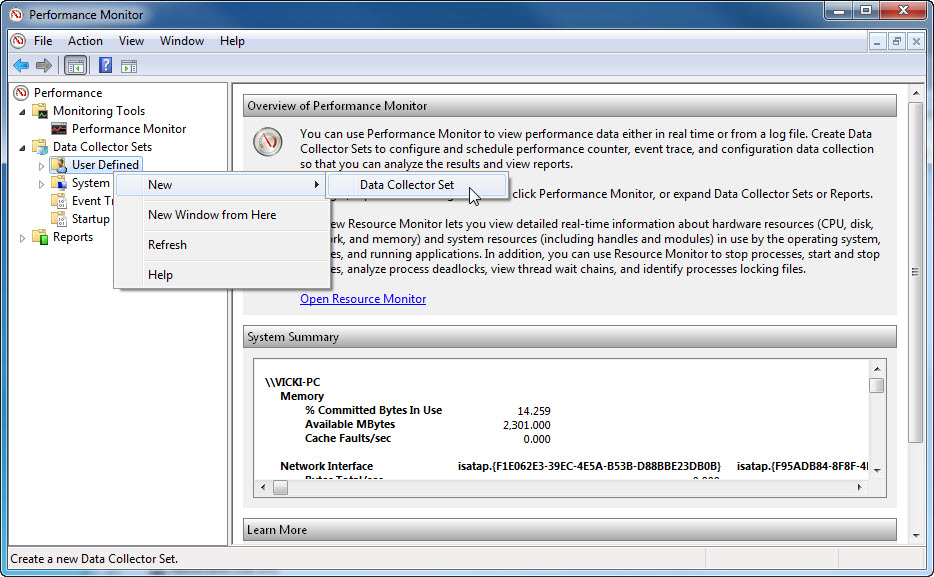 Performance Monitor
File Action View Window Help
Performance
Monitoring Tools
Performance Monitor
Data Collector Sets
User Defined
System
Event Tr
Startup
Reports
New
New Window from Here
Refresh
Help
Data Collector Set
Overview of Performance Monitor
You can use Performance Monitor to view performance data either in real time or from a log file. Create Data
Collector Sets to configure and schedule performance counter, event trace, and configuration data collection
so that you can analyze the results and view reports.
click Performance Monitor, or expand Data Collector Sets or Reports.
ew Resource Monitor lets you view detailed real-time information about hardware resources (CPU, disk,
rk, and memory) and system resources (including handles and modules) in use by the operating system,
es, and running applications. In addition, you can use Resource Monitor to stop processes, start and stop
es, analyze process deadlocks, view thread wait chains, and identify processes locking files.
Open Resource Monitor
System Summary
\\VICKI-PC
Memory
% Committed Bytes In Use 14.259
Available MBytes 2,301.000
Cache Faults/sec 0.000
Network Interface isatap.{F1E062E3-39EC-4E5A-B53B-D88BBE23DB0B} isatap.{F95ADB84-8F8F-4
Bytes Total/sec 0.000
Learn More
Create a new Data Collector Set.